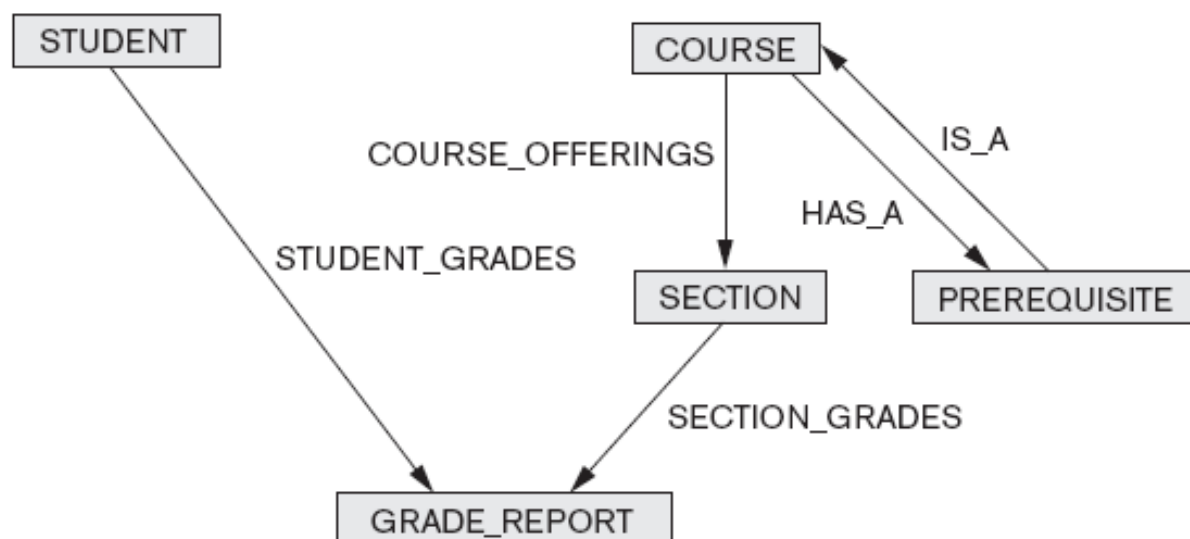 STUDENT
COURSE
IS_A
COURSE_OFFERINGS
HAS_A
STUDENT_GRADES
SECTION
PREREQUISITE
SECTION_GRADES
GRADE_REPORT